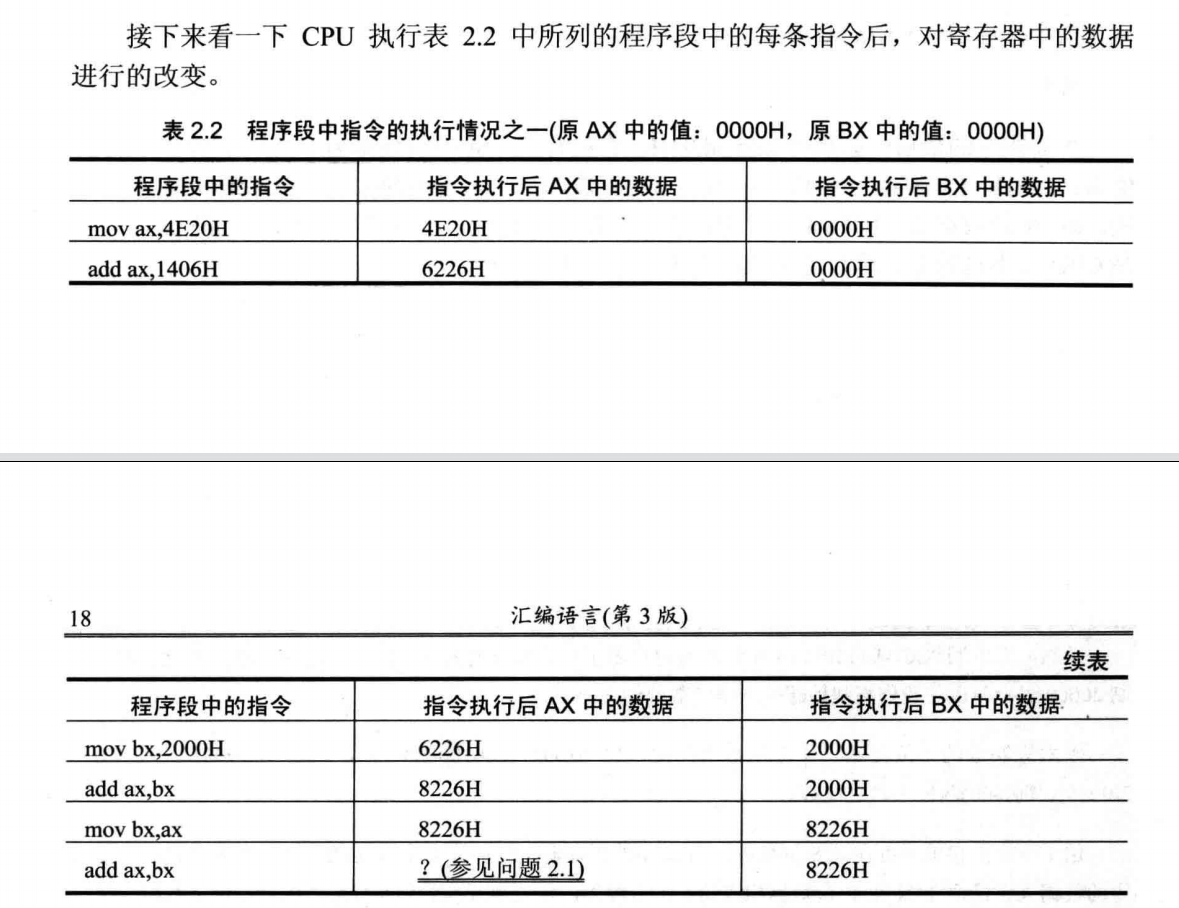 接下来看一下 CPU 执行表 2.2 中所列的程序段中的每条指令后，对寄存器中的数据
进行的改变。
表 2.2 程序段中指令的执行情况之一(原 AX 中的值：0000H，原 BX 中的值：0000H)
程序段中的指令 指令执行后 AX 中的数据 指令执行后 BX 中的数据
mov ax,4E20H 4E20H 0000H
add ax,1406H 6226H 0000H
18 汇编语言(第 3 版)
续表
程序段中的指令 指令执行后 AX 中的数据 指令执行后 BX 中的数据
mov bx,2000H 6226H 2000H
add ax,bx 8226H 2000H
mov bx,ax 8226H 8226H
add ax,bx ？(参见问题 2.1) 8226H